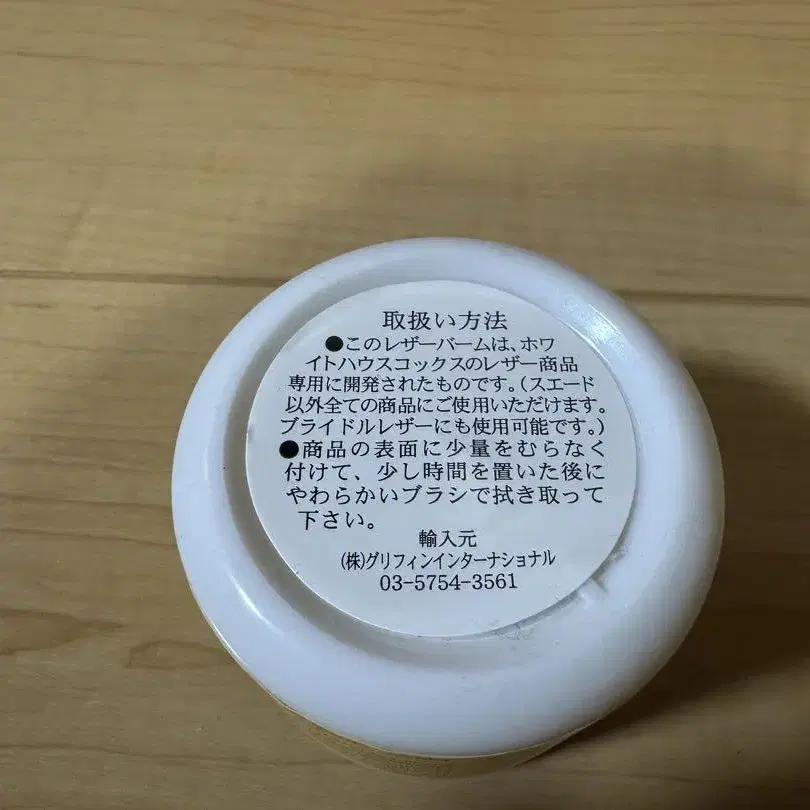 取扱い方法
●このレザーバームは、ホワ
イトハウスコックスのレザー商品
専用に開発されたものです。(スエード
以外全ての商品にご使用いただけます。
ブライドルレザーにも使用可能です。)
●商品の表面に少量をむらなく
付けて、少し時間を置いた後に
やわらかいブラシで拭き取って
下さい。
輸入元
(株)グリフィンインターナショナル
03-5754-3561